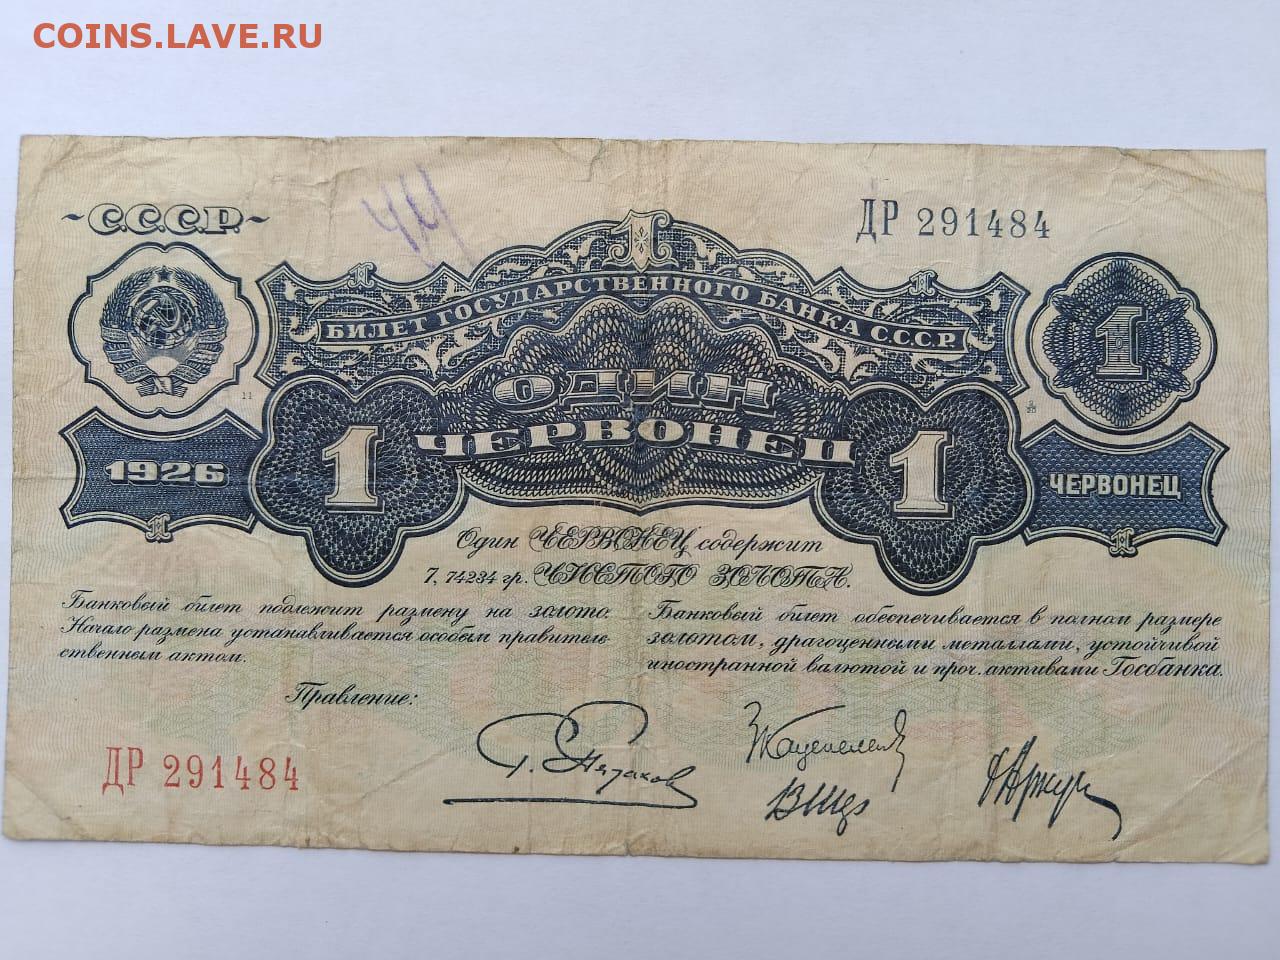 COINS.LAVE.RU
~С.С.С.Р.~
ЧЧ
ДР 291484
1
БИЛЕТ ГОСУДАРСТВЕННОГО БАНКА С.С.С.Р.
1
11
ОДИН
ЧЕРВОНЕЦ
1926
1
1
ЧЕРВОНЕЦ
Один ЧЕРВОНЕЦ содержит
7,74234 гр. ЧИСТОГО ЗОЛОТА.
Банковый билет подлежит размену на золото.
Начало размена устанавливается особым правитель-
ственным актом.
Банковый билет обеспечивается в полном размере
золотом, драгоценными металлами, устойчивой
иностранной валютой и проч. активами Госбанка.
Правление:
ДР 291484